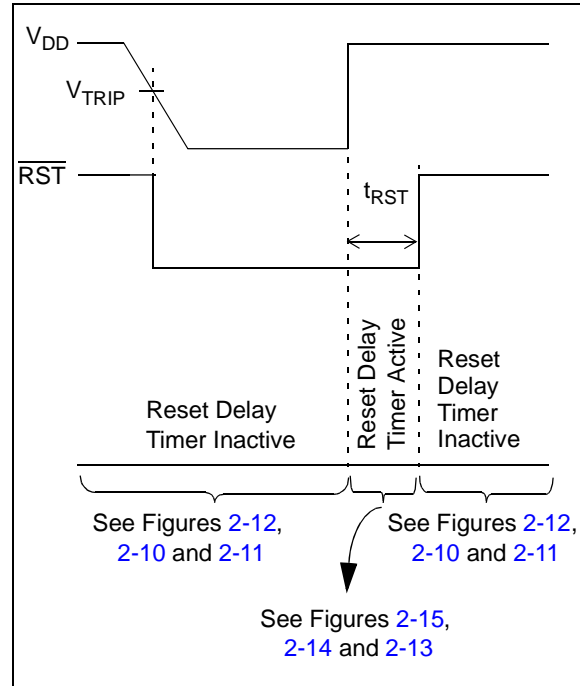 VDD
VTRIP
RST
tRST
Reset Delay
Timer Inactive
Reset Delay
Timer Active
Reset
Delay
Timer
Inactive
See Figures 2-12,
2-10 and 2-11
See Figures 2-12,
2-10 and 2-11
See Figures 2-15,
2-14 and 2-13